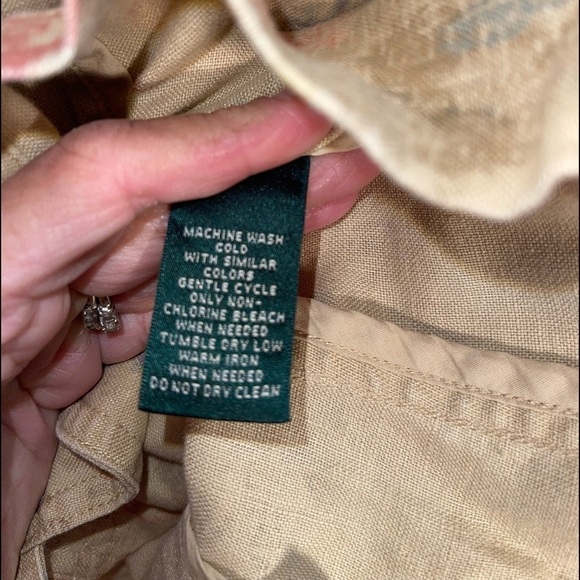 MACHINE WASH
COLD
WITH SIMILAR
COLORS
GENTLE CYCLE
ONLY NON-
CHLORINE BLEACH
WHEN NEEDED
TUMBLE DRY LOW
WARM IRON
WHEN NEEDED
DO NOT DRY CLEAN